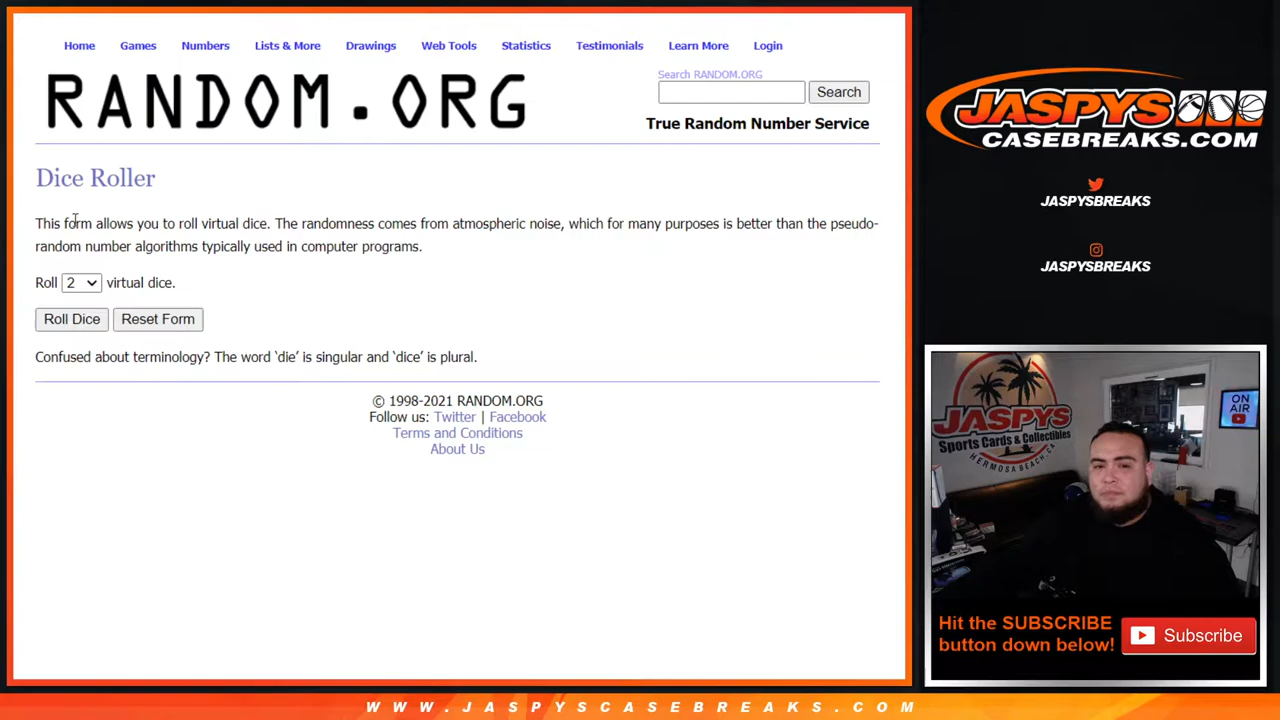 Home Games Numbers Lists & More Drawings Web Tools Statistics Testimonials Learn More Login
RANDOM.ORG
Search RANDOM.ORG
Search
True Random Number Service
Dice Roller
This form allows you to roll virtual dice. The randomness comes from atmospheric noise, which for many purposes is better than the pseudo-
random number algorithms typically used in computer programs.
Roll 2 virtual dice.
Roll Dice Reset Form
Confused about terminology? The word ‘die’ is singular and ‘dice’ is plural.
© 1998-2021 RANDOM.ORG
Follow us: Twitter | Facebook
Terms and Conditions
About Us
JASPYS
CASEBREAKS.COM
JASPYSBREAKS
JASPYSBREAKS
JASPYS
Sports Cards & Collectibles
HERMOSA BEACH, CA
ON
AIR
Hit the SUBSCRIBE
button down below!
Subscribe
WWW.JASPYSCASEBREAKS.COM